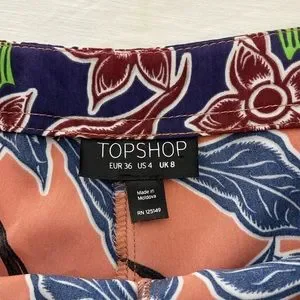 TOPSHOP
EUR 36 US 4 UK 8
Made in
Moldova
RN 125149